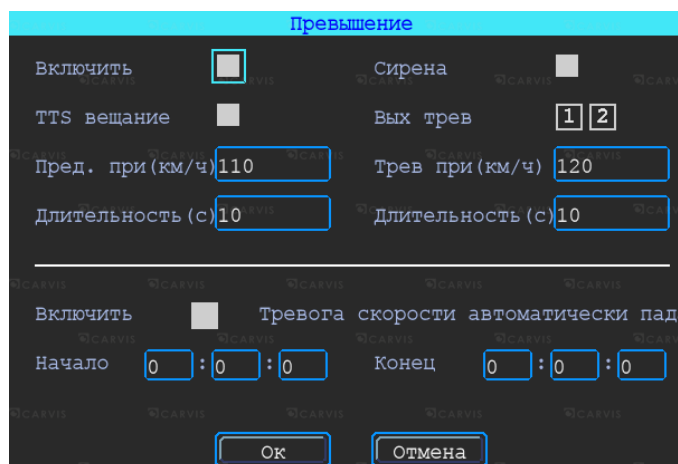 Превышение
Включить Сирена
TTS вещание Вых трев 1 2
Пред. при(км/ч) 110 Трев при(км/ч) 120
Длительность(с) 10 Длительность(с) 10
Включить Тревога скорости автоматически пад
Начало 0 : 0 : 0 Конец 0 : 0 : 0
Ок Отмена